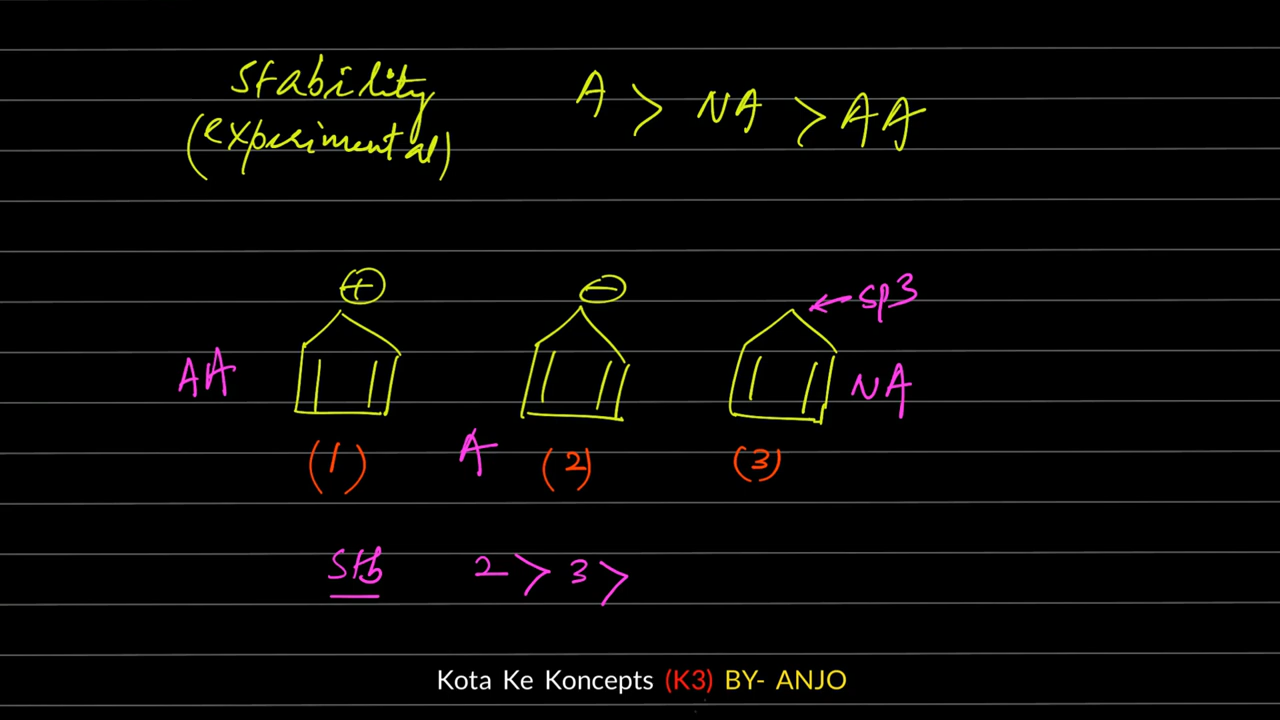 Stability A > NA > AA
(experimental)
+ − ←sp3
AA NA
A
(1) (2) (3)
Stb 2 > 3 >
Kota Ke Koncepts (K3) BY- ANJO